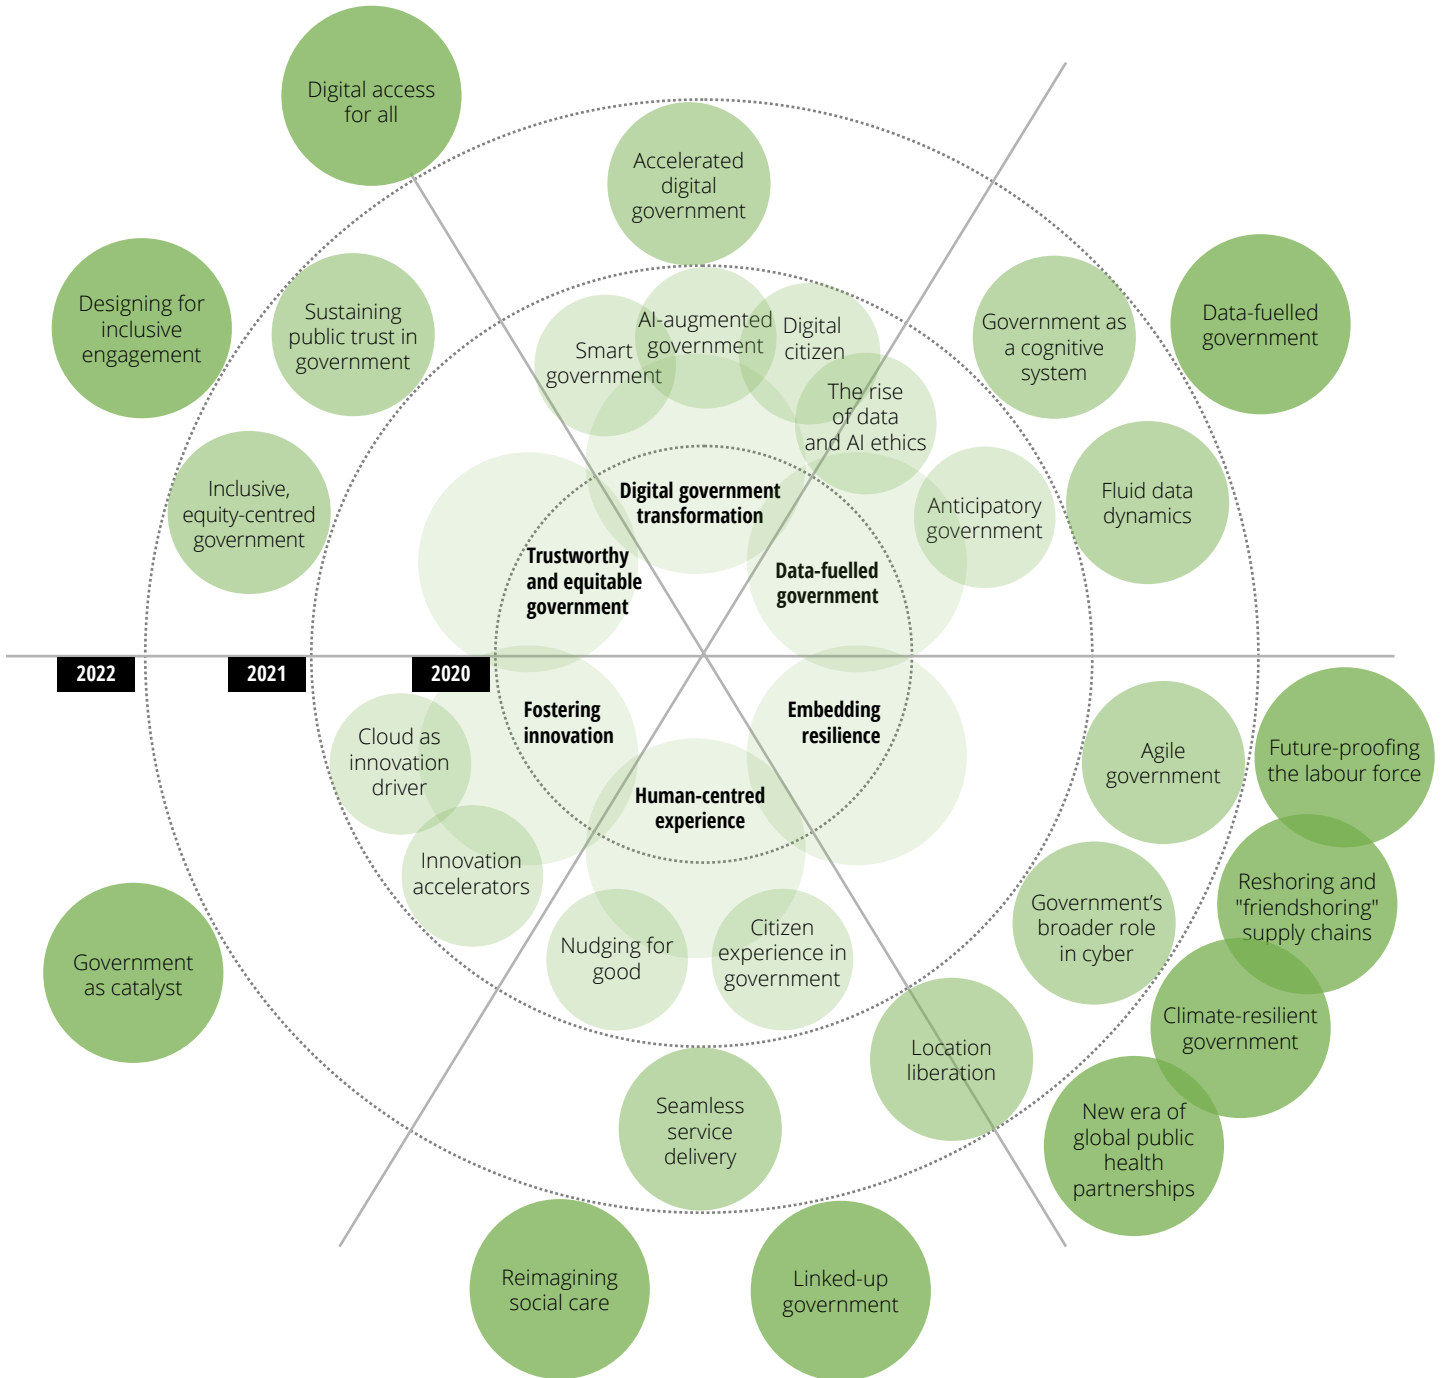 Digital access
for all
Accelerated
digital
government
Designing for
inclusive
engagement
Sustaining
public trust in
government
Smart
government
AI-augmented
government
Digital
citizen
The rise
of data
and AI ethics
Government as
a cognitive
system
Data-fuelled
government
Inclusive,
equity-centred
government
Digital government
transformation
Anticipatory
government
Fluid data
dynamics
Trustworthy
and equitable
government
Data-fuelled
government
2022
2021
2020
Fostering
innovation
Embedding
resilience
Cloud as
innovation
driver
Human-centred
experience
Agile
government
Future-proofing
the labour force
Innovation
accelerators
Reshoring and
"friendshoring"
supply chains
Government's
broader role
in cyber
Nudging for
good
Citizen
experience in
government
Government
as catalyst
Climate-resilient
government
Location
liberation
Seamless
service
delivery
New era of
global public
health
partnerships
Reimagining
social care
Linked-up
government